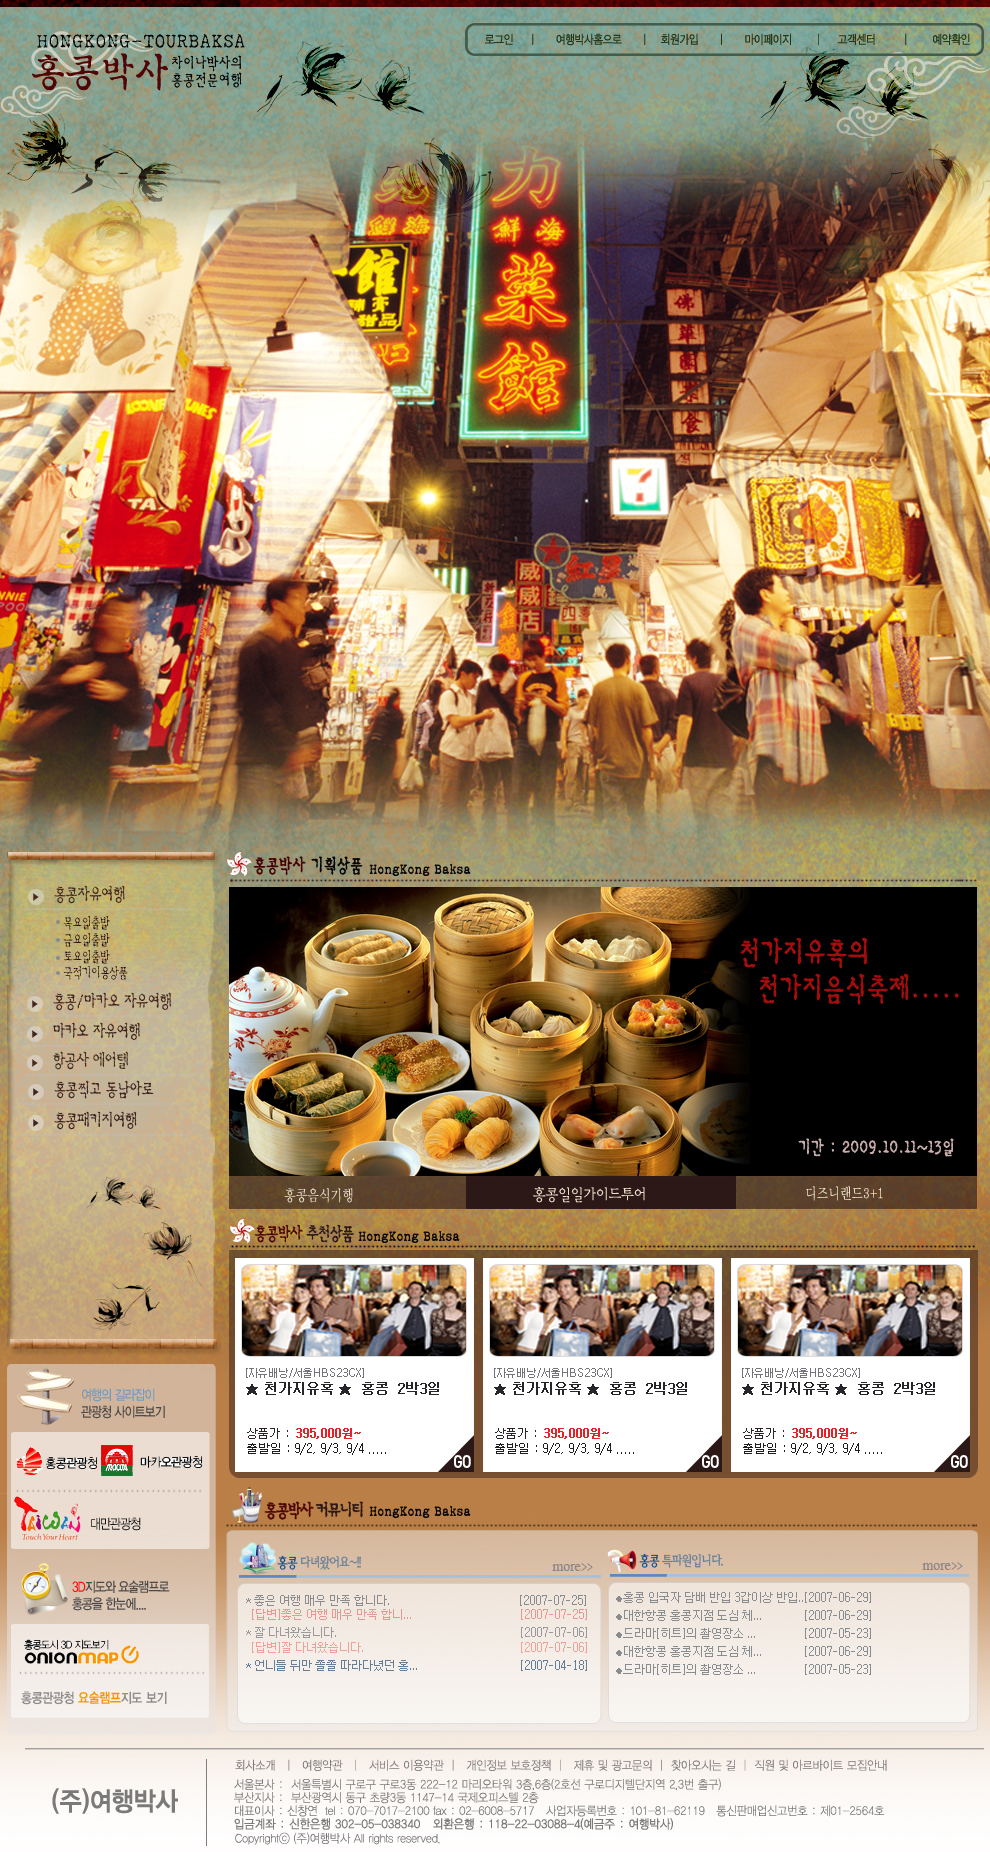 HONGKONG-TOURBAKSA
홍콩박사 차이나박사의
홍콩전문여행
로그인 | 여행박사홈으로 | 회원가입 | 마이페이지 | 고객센터 | 예약확인
力
鮮 海
鮮 海
菜
館
館
甜品
佛
TAZ
威
威
店
홍콩박사 기획상품 HongKong Baksa
홍콩자유여행
목요일출발
금요일출발
토요일출발
국적기이용상품
홍콩/마카오 자유여행
마카오 자유여행
항공사 에어텔
홍콩찍고 동남아로
홍콩패키지여행
천가지유혹의
천가지음식축제.....
기간 : 2009.10.11~13일
홍콩음식기행
홍콩일일가이드투어
디즈니랜드3+1
홍콩박사 추천상품 HongKong Baksa
[자유배낭/서울HBS23CX]
★ 천가지유혹 ★ 홍콩 2박3일
상품가 : 395,000원~
출발일 : 9/2, 9/3, 9/4 .....
GO
[자유배낭/서울HBS23CX]
★ 천가지유혹 ★ 홍콩 2박3일
상품가 : 395,000원~
출발일 : 9/2, 9/3, 9/4 .....
GO
[자유배낭/서울HBS23CX]
★ 천가지유혹 ★ 홍콩 2박3일
상품가 : 395,000원~
출발일 : 9/2, 9/3, 9/4 .....
GO
여행의 길라잡이
관광청 사이트보기
홍콩관광청
마카오관광청
TAIWAN
Touch Your Heart
대만관광청
3D지도와 요술램프로
홍콩을 한눈에....
홍콩도시 3D 지도보기
onionMAP
홍콩관광청 요술램프지도 보기
홍콩박사 커뮤니티 HongKong Baksa
홍콩 다녀왔어요~!!
more>>
* 좋은 여행 매우 만족 합니다. [2007-07-25]
[답변]좋은 여행 매우 만족 합니... [2007-07-25]
* 잘 다녀왔습니다. [2007-07-06]
[답변]잘 다녀왔습니다. [2007-07-06]
* 언니들 뒤만 쫄쫄 따라다녔던 홍... [2007-04-18]
홍콩 특파원입니다.
more>>
◆홍콩 입국자 담배 반입 3갑이상 반입..[2007-06-29]
◆대한항콩 홍콩지점 도심 체... [2007-06-29]
◆드라마[히트]의 촬영장소 ... [2007-05-23]
◆대한항콩 홍콩지점 도심 체... [2007-06-29]
◆드라마[히트]의 촬영장소 ... [2007-05-23]
회사소개 | 여행약관 | 서비스 이용약관 | 개인정보 보호정책 | 제휴 및 광고문의 | 찾아오시는 길 | 직원 및 아르바이트 모집안내
(주)여행박사
서울본사 : 서울특별시 구로구 구로3동 222-12 마리오타워 3층,6층(2호선 구로디지텔단지역 2,3번 출구)
부산지사 : 부산광역시 동구 초량3동 1147-14 국제오피스텔 2층
대표이사 : 신창연 tel : 070-7017-2100 fax : 02-6008-5717 사업자등록번호 : 101-81-62119 통신판매업신고번호 : 제01-2564호
입금계좌 : 신한은행 302-05-038340 외환은행 : 118-22-03088-4(예금주 : 여행박사)
Copyrightⓒ (주)여행박사 All rights reserved.